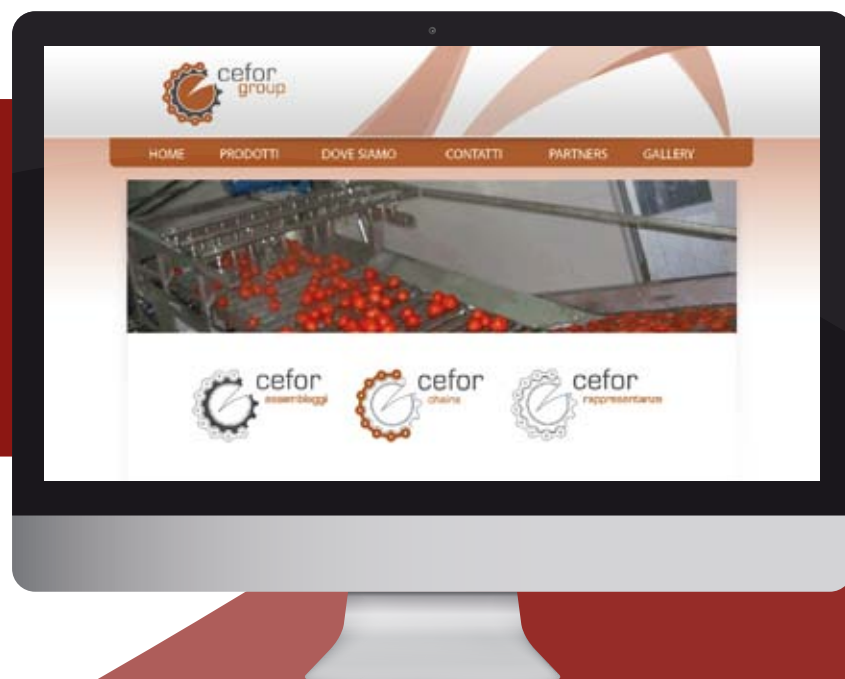 cefor
group
HOME PRODOTTI DOVE SIAMO CONTATTI PARTNERS GALLERY
cefor
assemblaggi
cefor
chains
cefor
rappresentanze